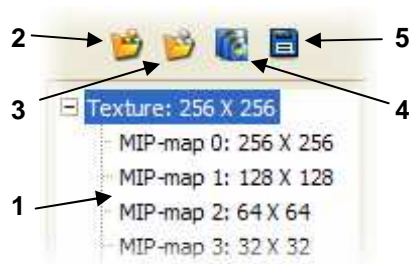 2
5
3
4
Texture: 256 X 256
MIP-map 0: 256 X 256
MIP-map 1: 128 X 128
1
MIP-map 2: 64 X 64
MIP-map 3: 32 X 32